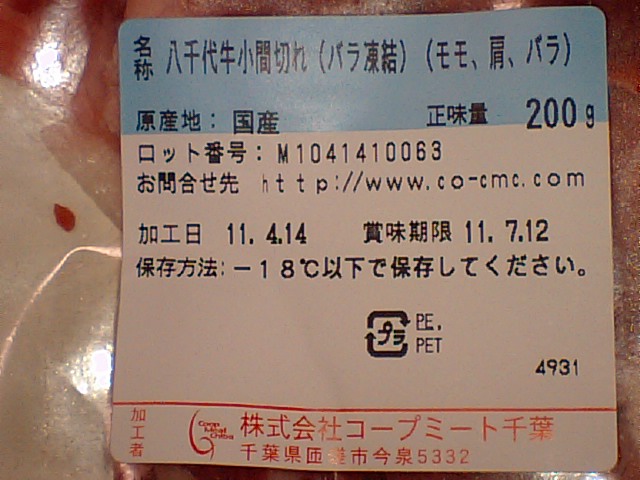 名称 八千代牛小間切れ(バラ凍結)(モモ、肩、バラ)
原産地: 国産 正味量 200g
ロット番号: M1041410063
お問合せ先 http://www.co-cmc.com
加工日 11.4.14 賞味期限 11.7.12
保存方法:-18℃以下で保存してください。
プラ PE, PET
4931
加工者 Coop Meat Chiba 株式会社コープミート千葉
千葉県匝瑳市今泉5332